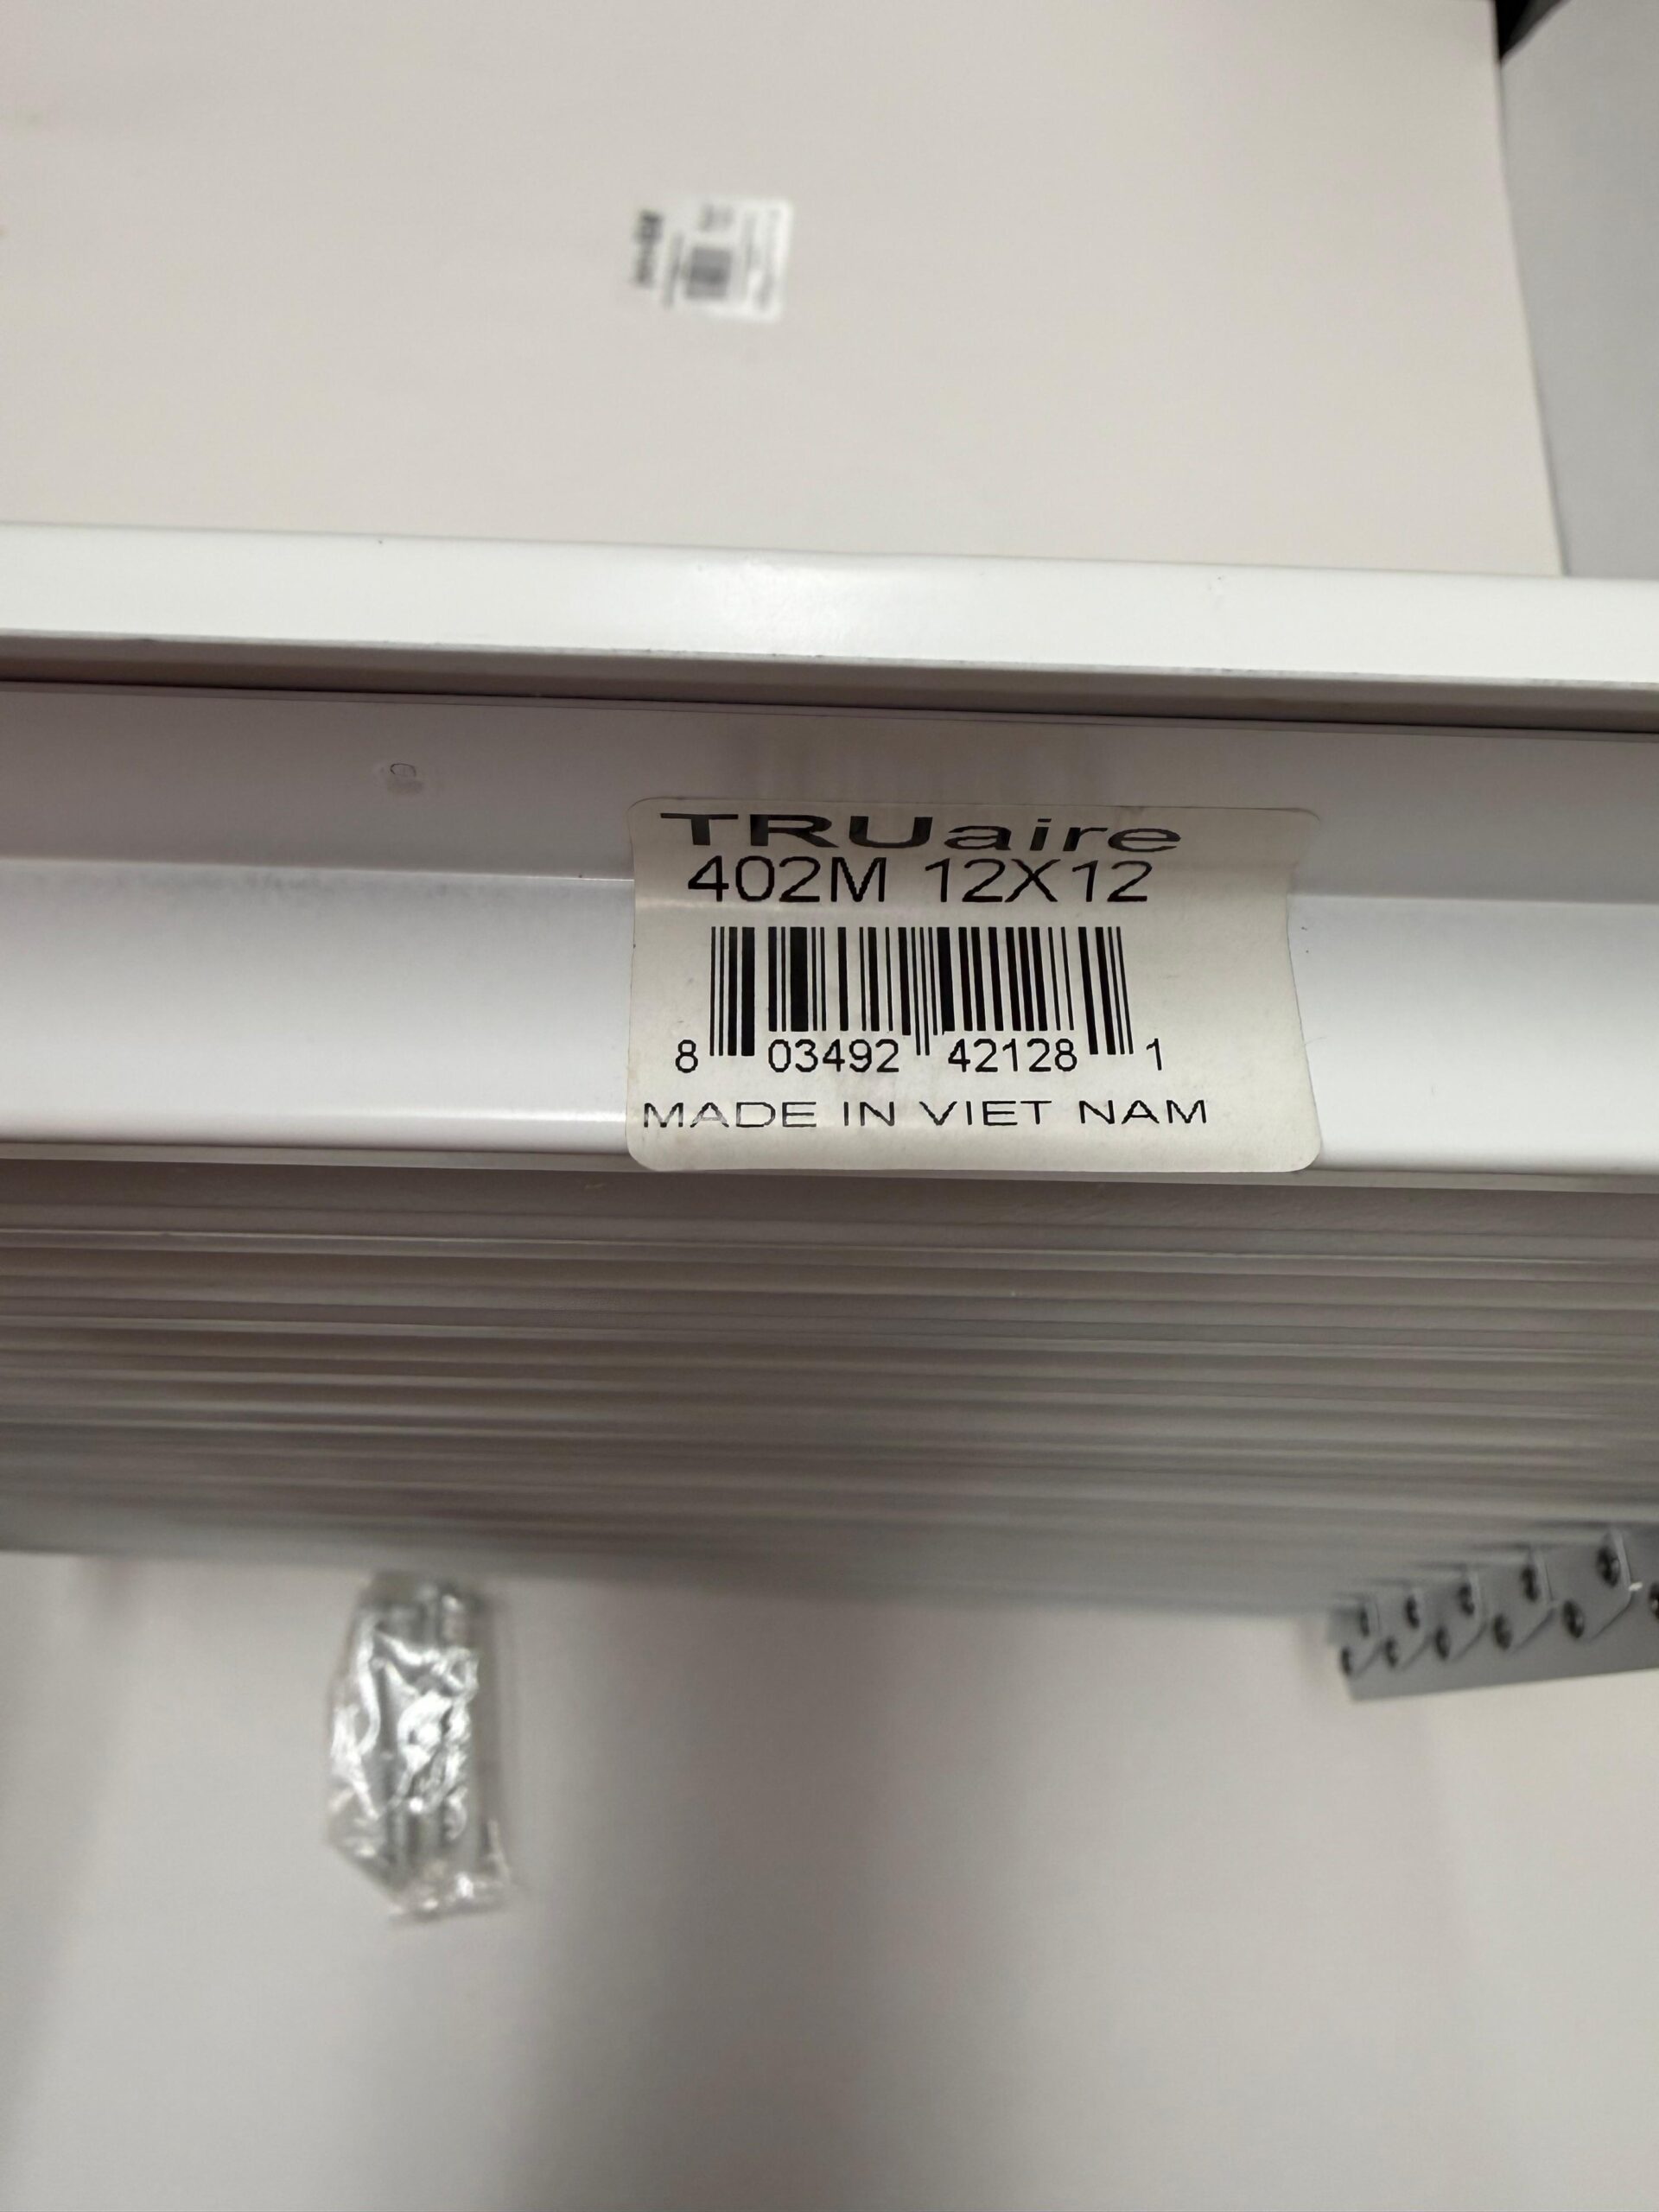 TRUaire
402M 12X12
8 03492 42128 1
MADE IN VIET NAM